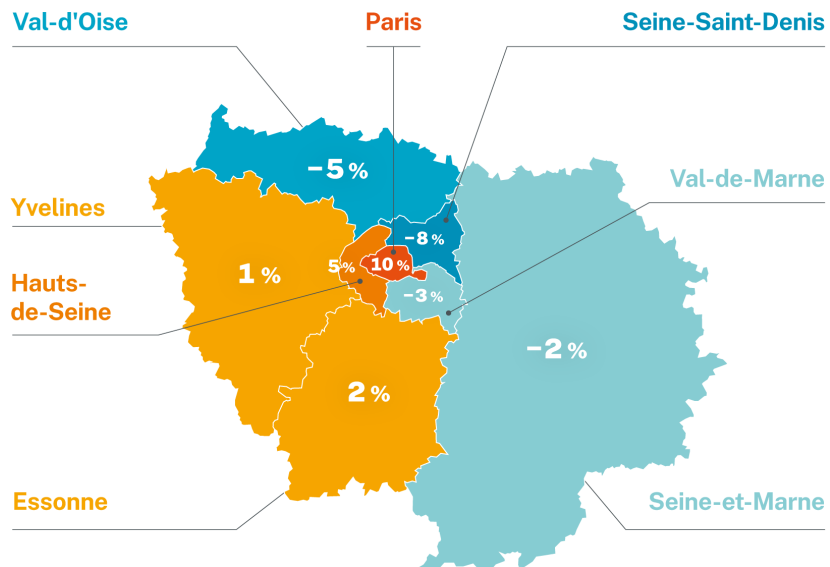 Val-d'Oise
Paris
Seine-Saint-Denis
−5 %
Val-de-Marne
Yvelines
−8 %
5%
10 %
1 %
Hauts-
de-Seine
−3 %
−2 %
2 %
Essonne
Seine-et-Marne